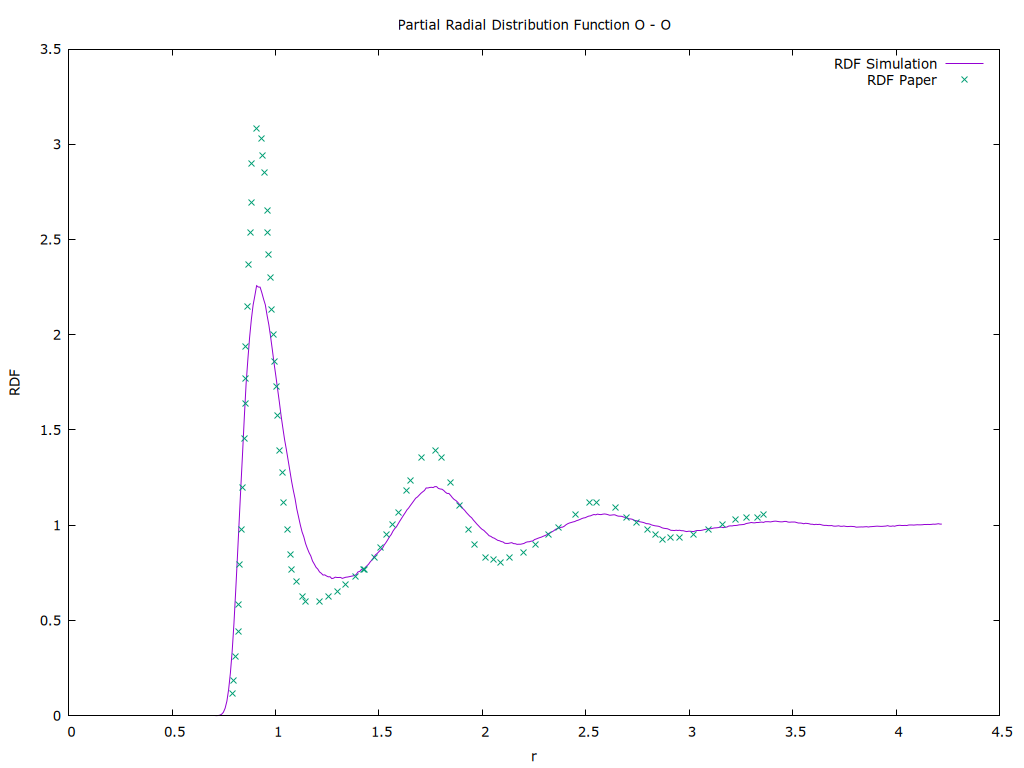 Partial Radial Distribution Function O - O
RDF Simulation
RDF Paper
3.5
3
2.5
2
1.5
1
0.5
0
RDF
0 0.5 1 1.5 2 2.5 3 3.5 4 4.5
r